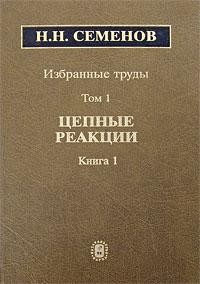 Н.Н. СЕМЕНОВ
Избранные труды
Том 1
ЦЕПНЫЕ
РЕАКЦИИ
Книга 1